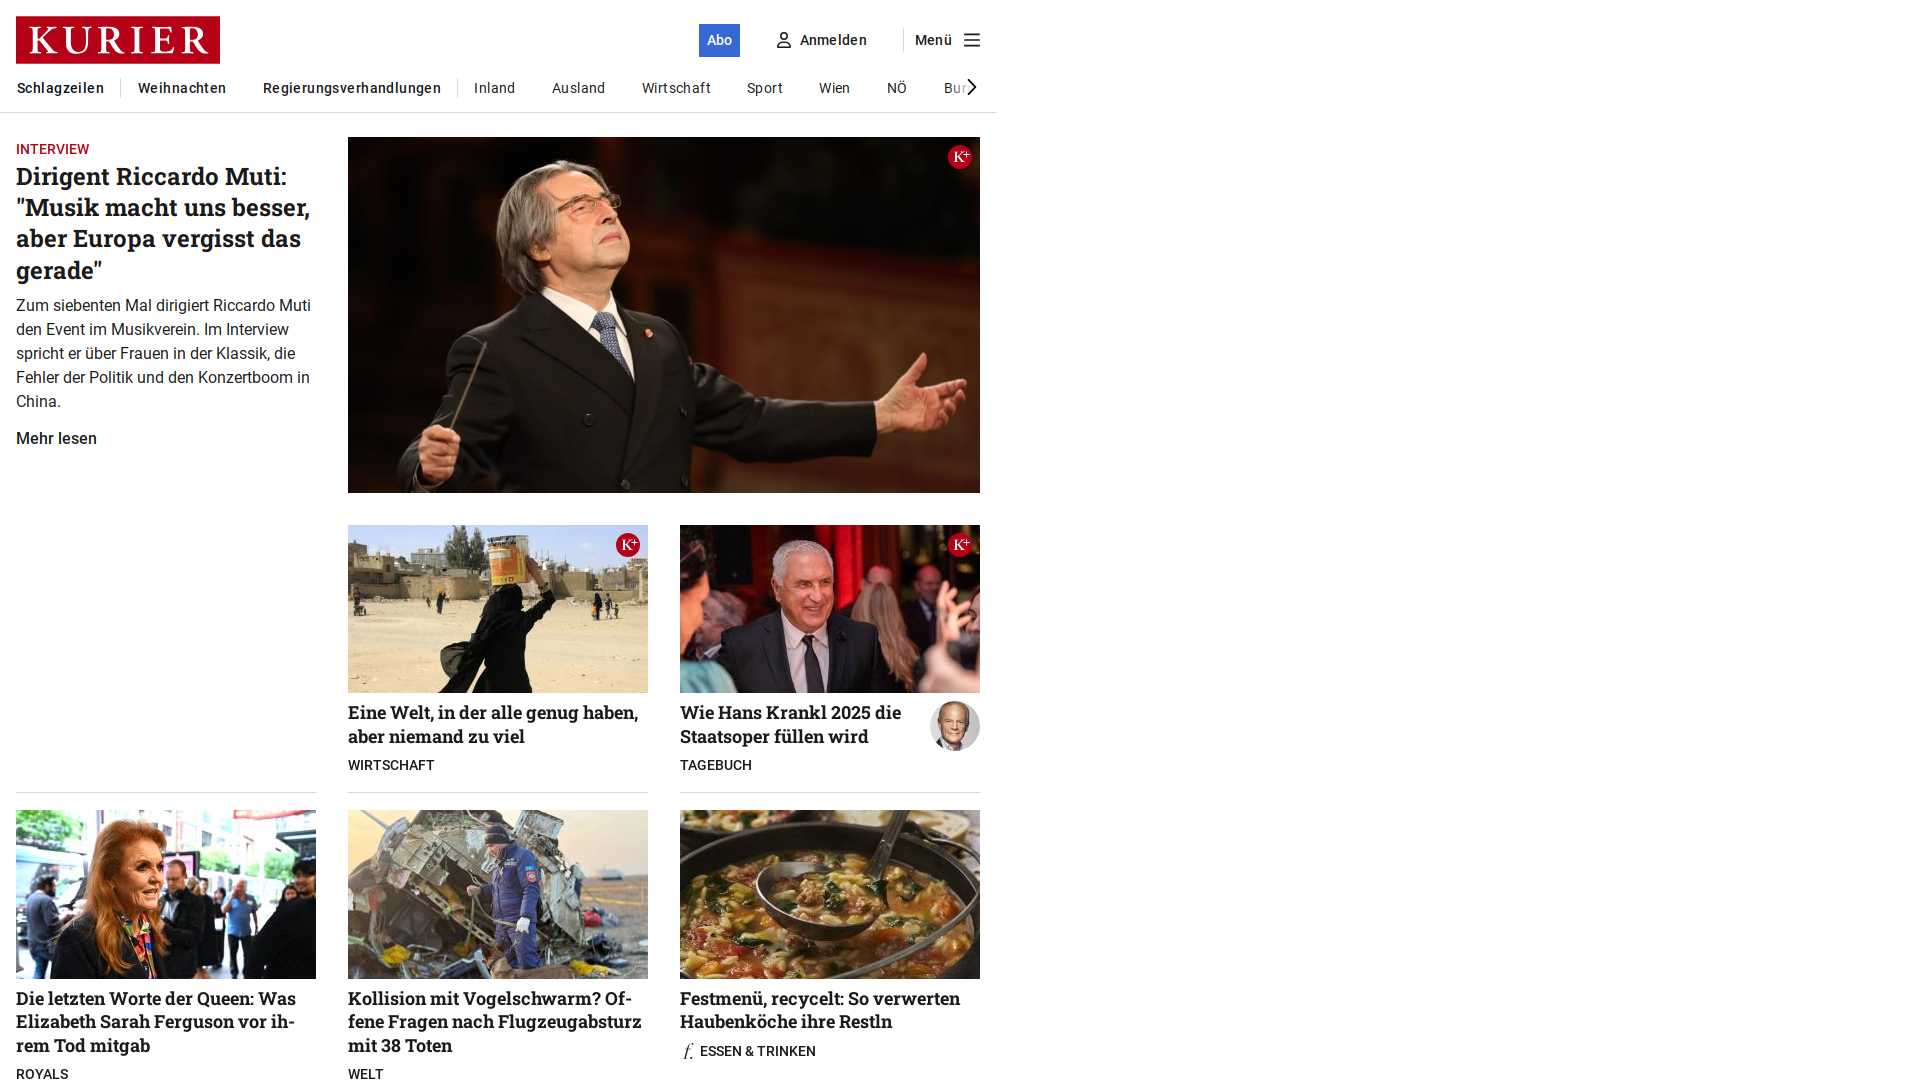 KURIER
Abo
Anmelden
Menü
Schlagzeilen
Weihnachten
Regierungsverhandlungen
Inland
Ausland
Wirtschaft
Sport
Wien
NÖ
Bur
INTERVIEW
Dirigent Riccardo Muti:
"Musik macht uns besser,
aber Europa vergisst das
gerade"
Zum siebenten Mal dirigiert Riccardo Muti
den Event im Musikverein. Im Interview
spricht er über Frauen in der Klassik, die
Fehler der Politik und den Konzertboom in
China.
Mehr lesen
K+
K+
Eine Welt, in der alle genug haben,
aber niemand zu viel
WIRTSCHAFT
K+
Wie Hans Krankl 2025 die
Staatsoper füllen wird
TAGEBUCH
Die letzten Worte der Queen: Was
Elizabeth Sarah Ferguson vor ih-
rem Tod mitgab
ROYALS
Kollision mit Vogelschwarm? Of-
fene Fragen nach Flugzeugabsturz
mit 38 Toten
WELT
Festmenü, recycelt: So verwerten
Haubenköche ihre Restln
f. ESSEN & TRINKEN